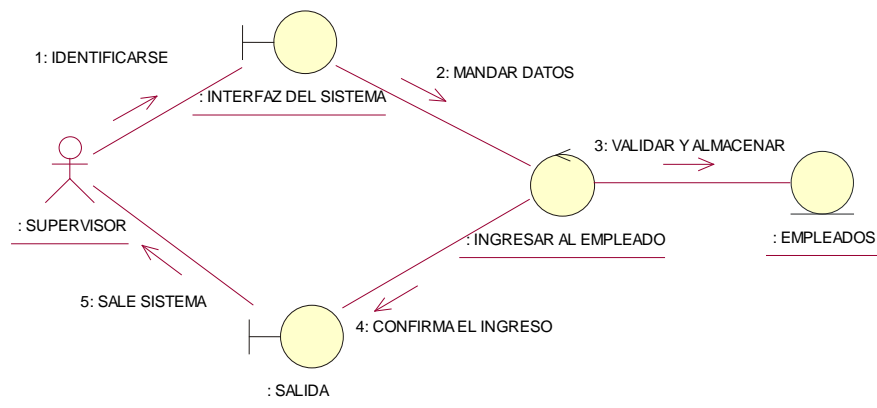 1: IDENTIFICARSE
: INTERFAZ DEL SISTEMA
2: MANDAR DATOS
3: VALIDAR Y ALMACENAR
: SUPERVISOR
: INGRESAR AL EMPLEADO
: EMPLEADOS
5: SALE SISTEMA
4: CONFIRMA EL INGRESO
: SALIDA